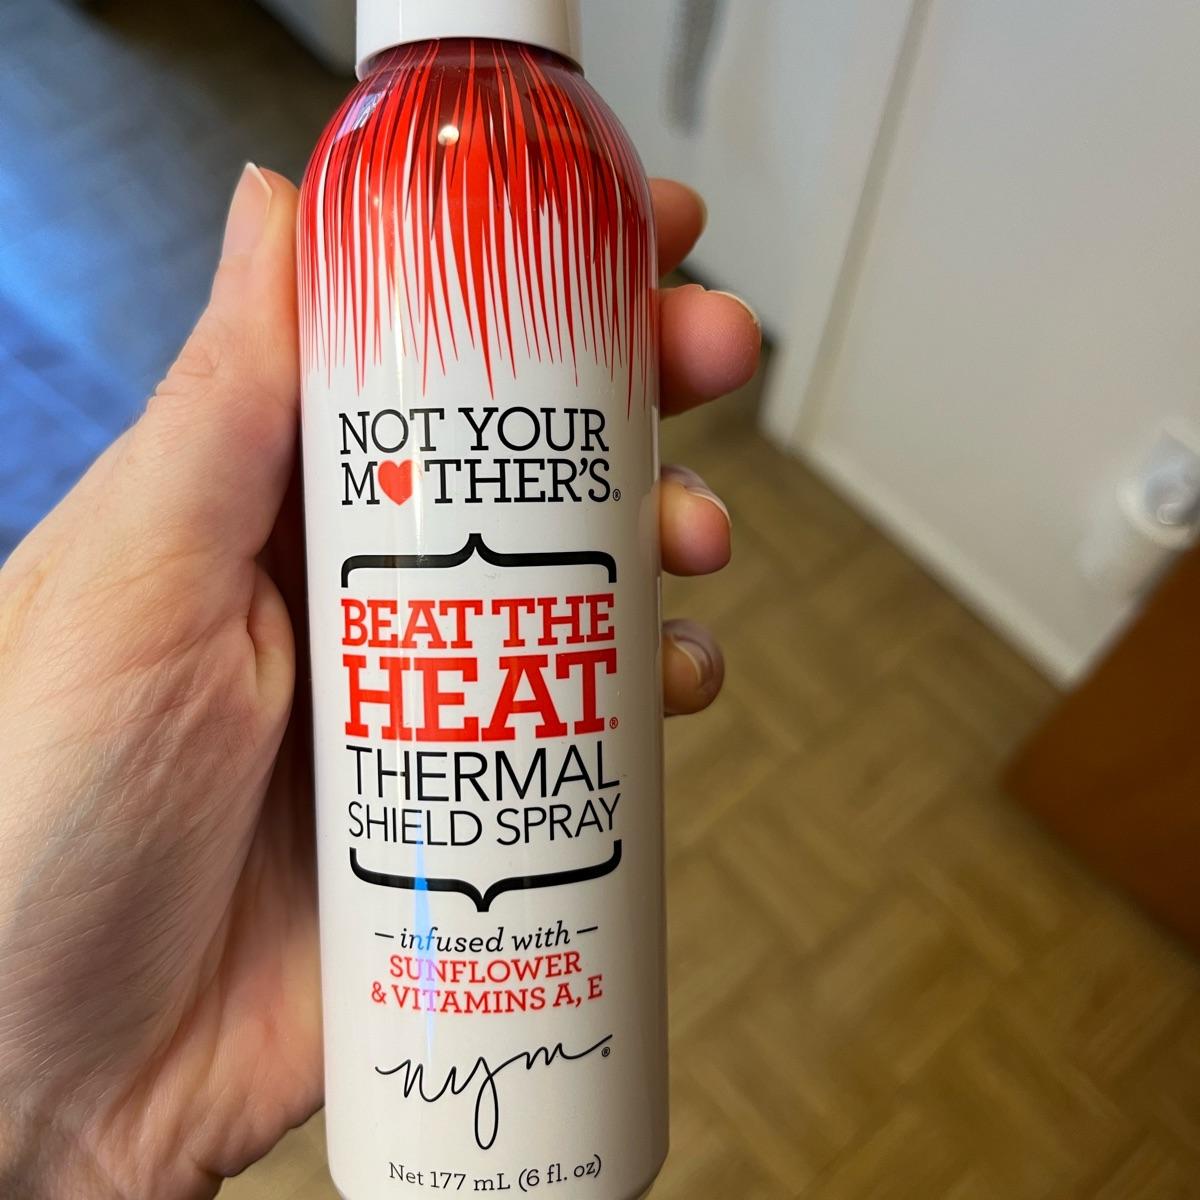 NOT YOUR
M❤THER'S®
BEAT THE
HEAT®
THERMAL
SHIELD SPRAY
— infused with —
SUNFLOWER
& VITAMINS A, E
nym®
Net 177 mL (6 fl. oz)